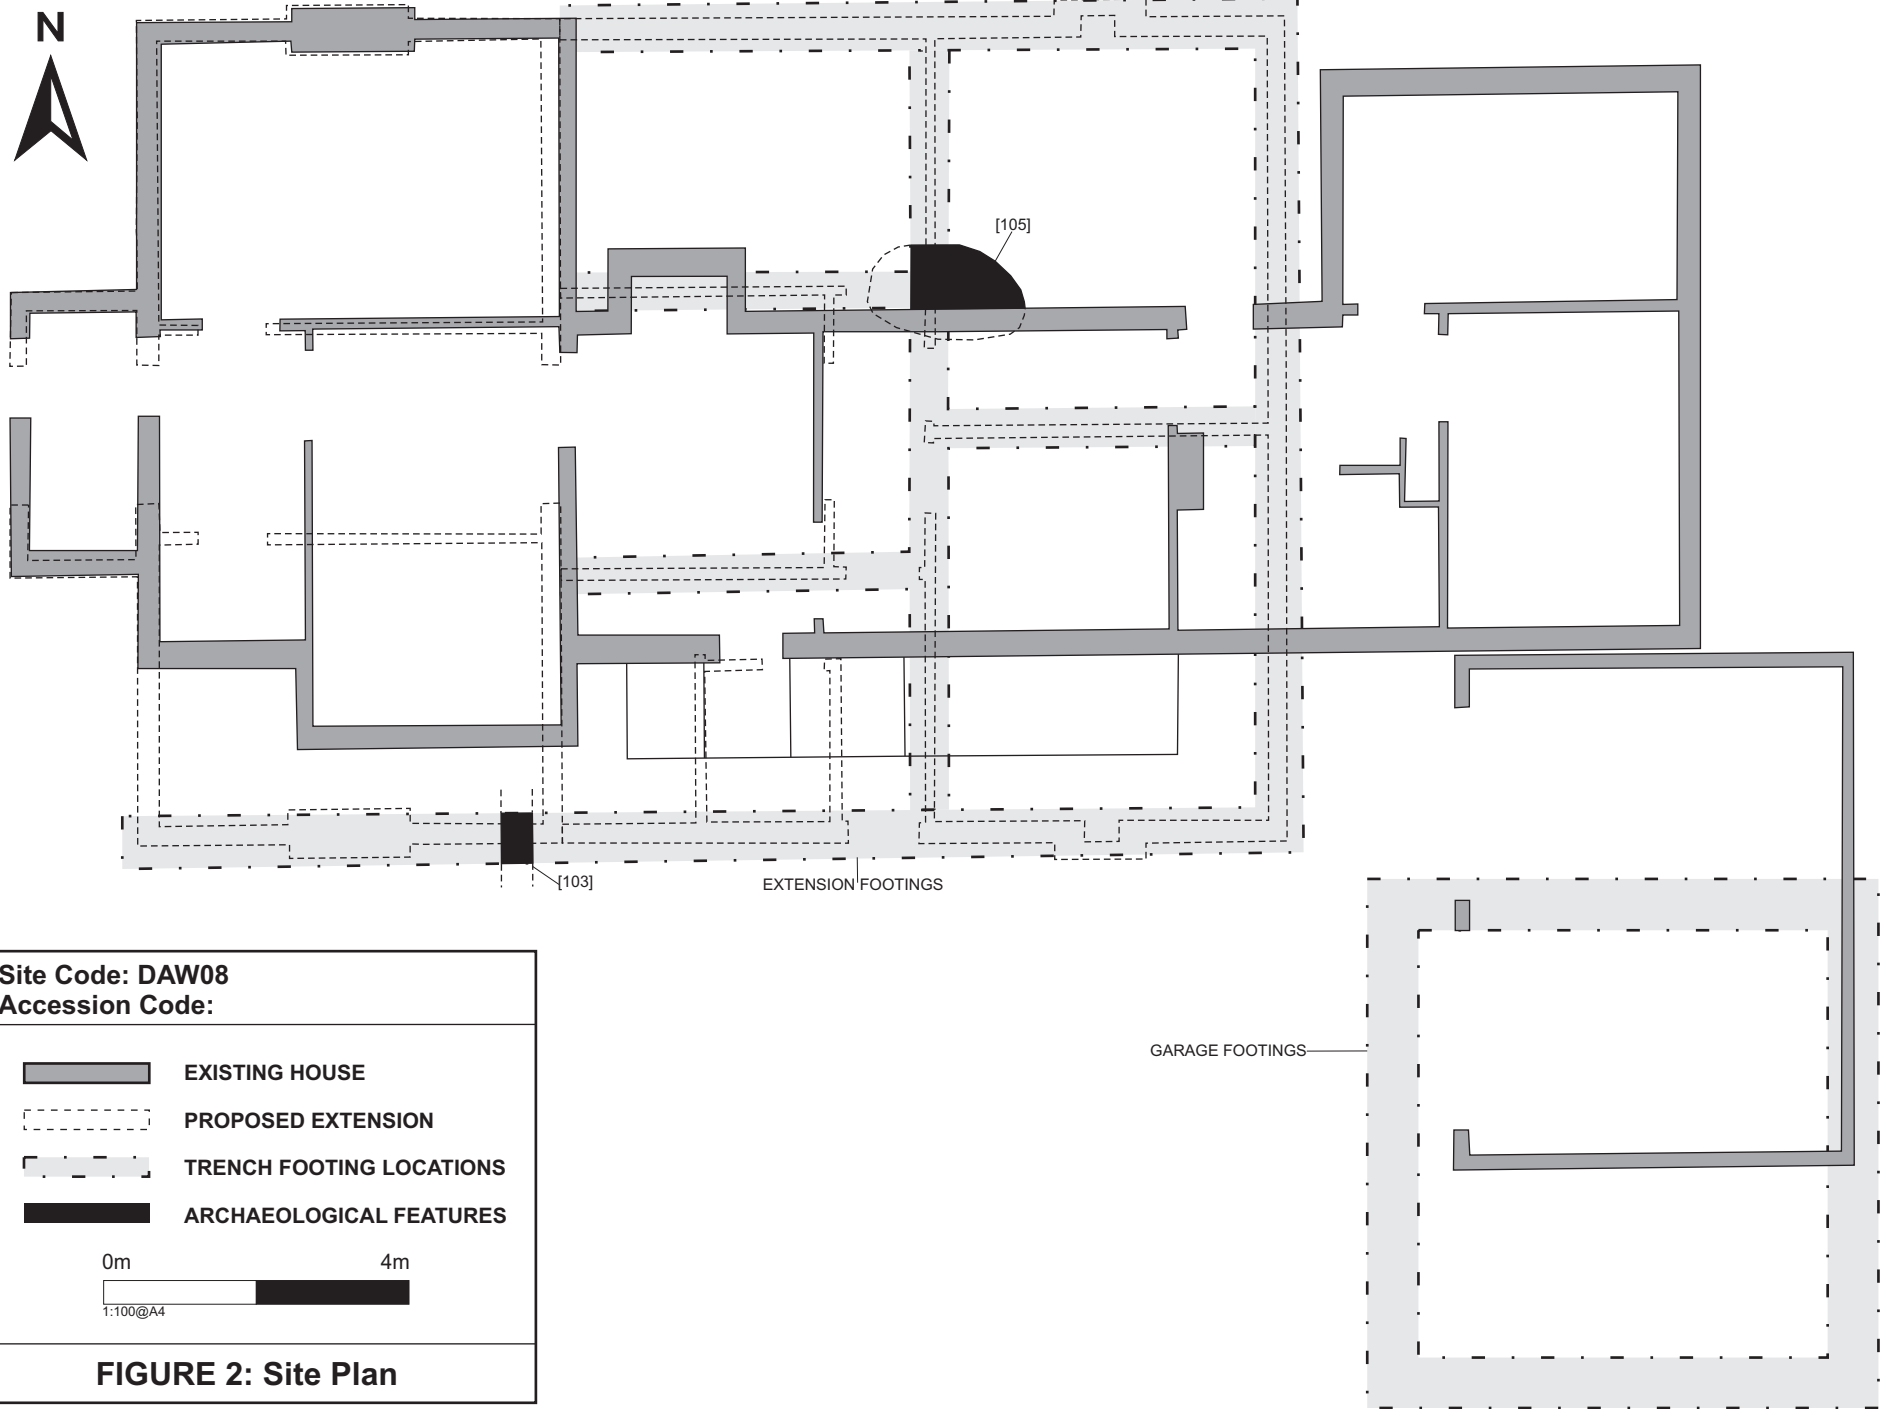 N
[105]
[103]
EXTENSION FOOTINGS
GARAGE FOOTINGS
Site Code: DAW08
Accession Code:
EXISTING HOUSE
PROPOSED EXTENSION
TRENCH FOOTING LOCATIONS
ARCHAEOLOGICAL FEATURES
0m 4m
1:100@A4
FIGURE 2: Site Plan